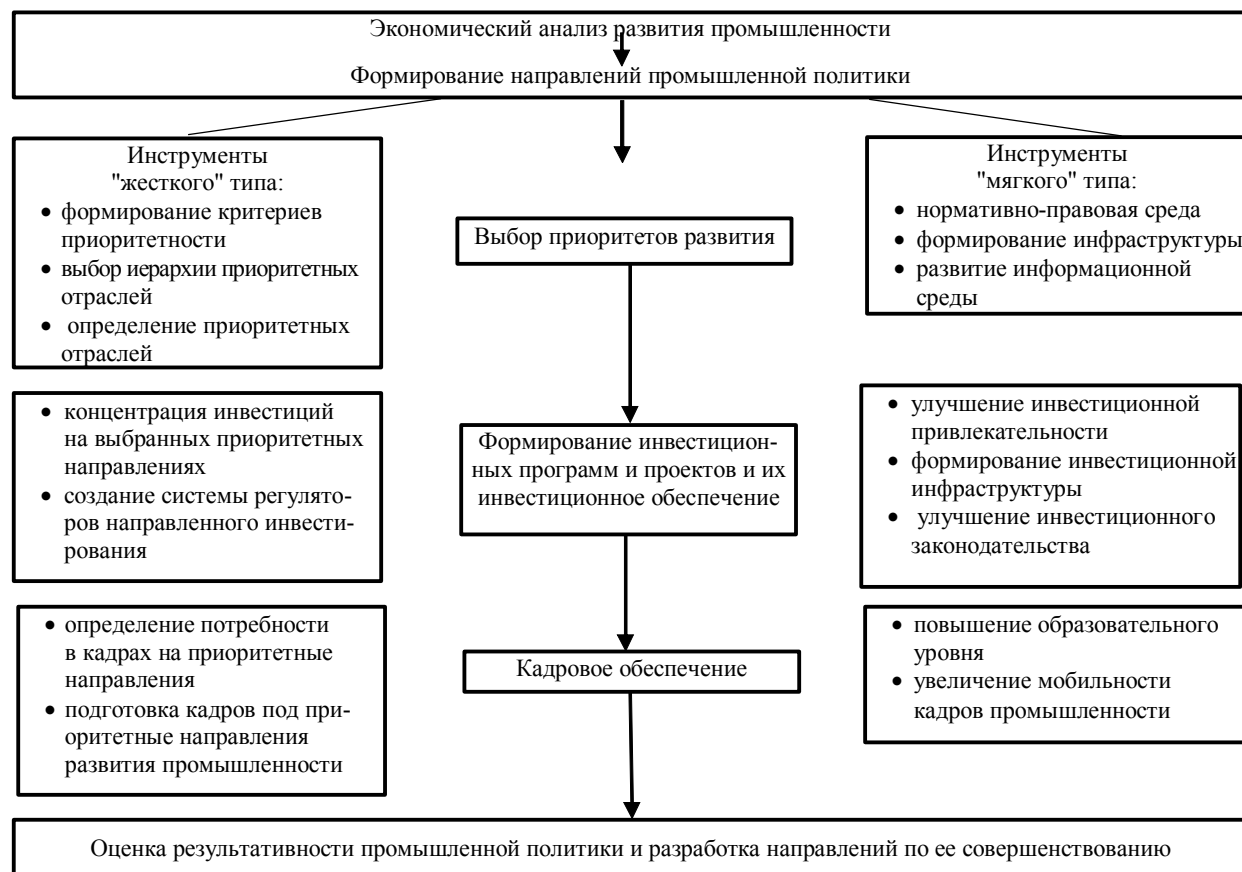 Экономический анализ развития промышленности
Формирование направлений промышленной политики
Инструменты
"жесткого" типа:
• формирование критериев
приоритетности
• выбор иерархии приоритетных
отраслей
• определение приоритетных
отраслей
Выбор приоритетов развития
Инструменты
"мягкого" типа:
• нормативно-правовая среда
• формирование инфраструктуры
• развитие информационной
среды
• концентрация инвестиций
на выбранных приоритетных
направлениях
• создание системы регулято-
ров направленного инвести-
рования
Формирование инвестицион-
ных программ и проектов и их
инвестиционное обеспечение
• улучшение инвестиционной
привлекательности
• формирование инвестиционной
инфраструктуры
• улучшение инвестиционного
законодательства
• определение потребности
в кадрах на приоритетные
направления
• подготовка кадров под при-
оритетные направления
развития промышленности
Кадровое обеспечение
• повышение образовательного
уровня
• увеличение мобильности
кадров промышленности
Оценка результативности промышленной политики и разработка направлений по ее совершенствованию